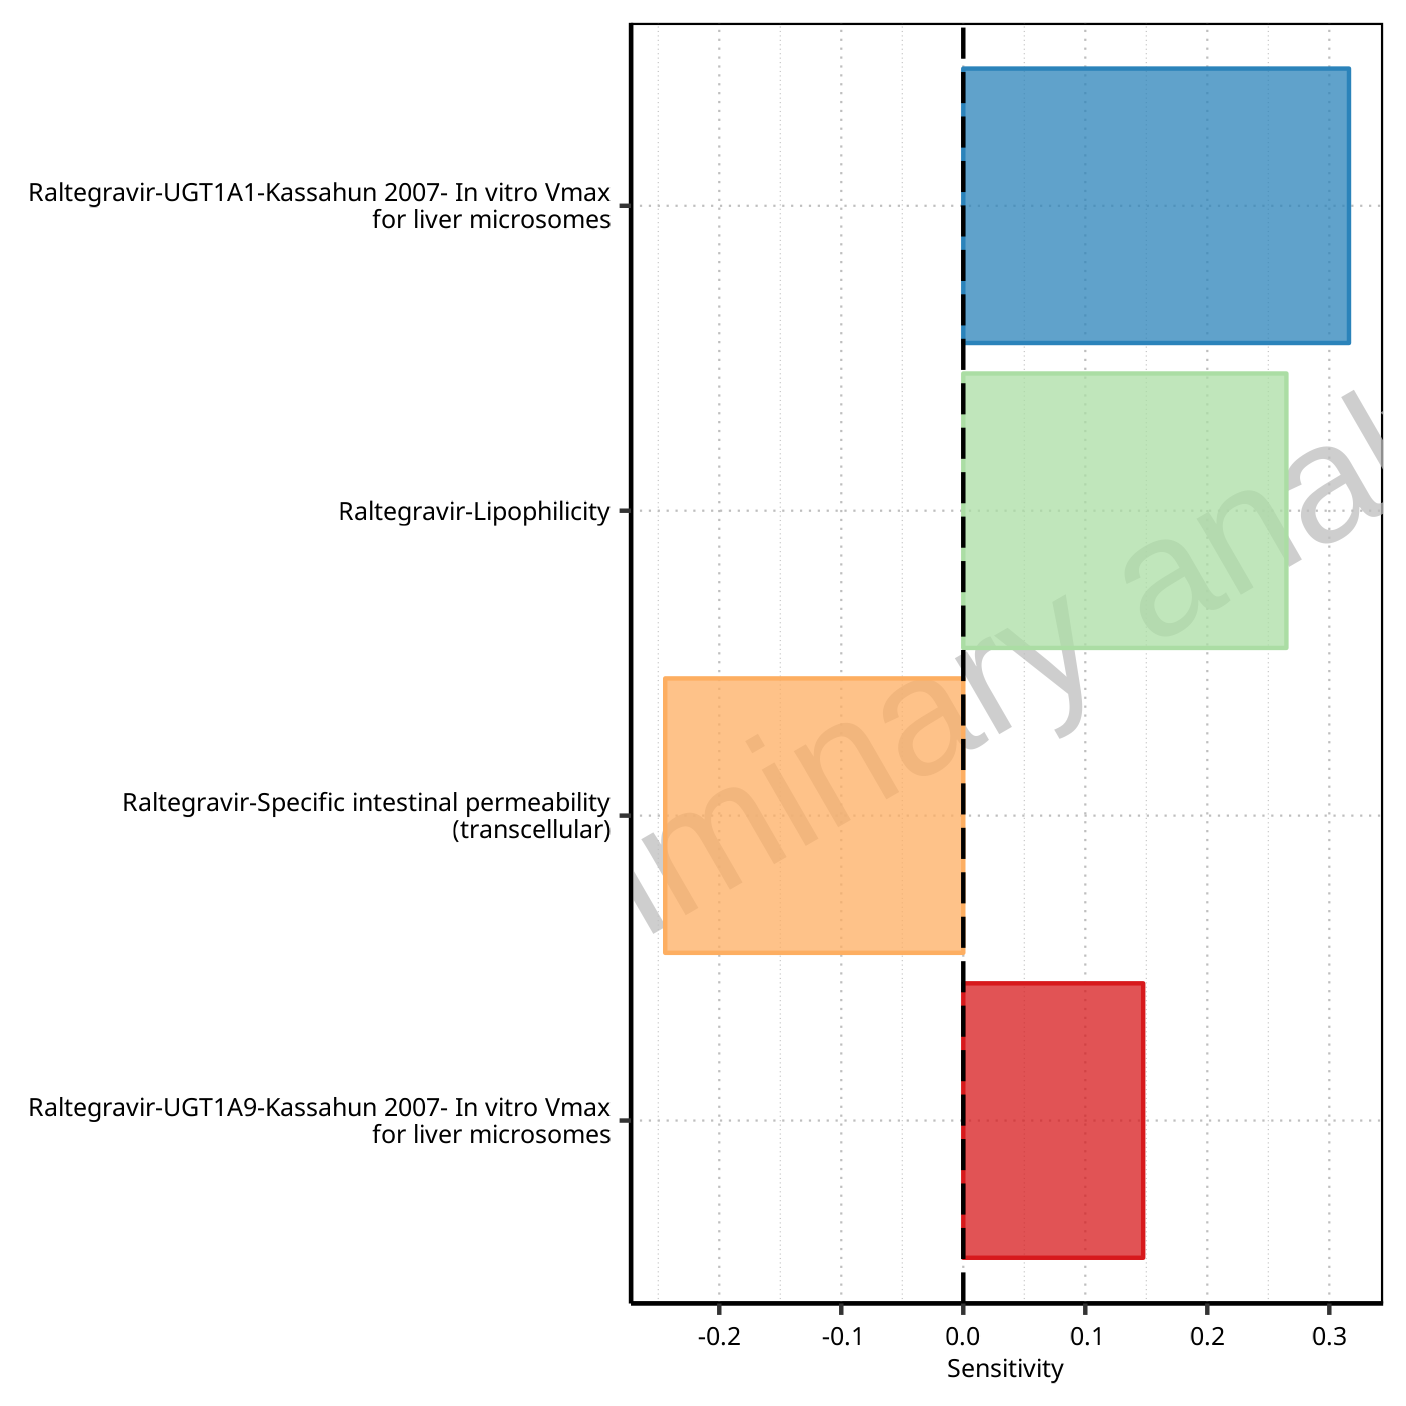 Raltegravir-UGT1A1-Kassahun 2007- In vitro Vmax
for liver microsomes
Raltegravir-Lipophilicity
Raltegravir-Specific intestinal permeability
(transcellular)
Raltegravir-UGT1A9-Kassahun 2007- In vitro Vmax
for liver microsomes
-0.2 -0.1 0.0 0.1 0.2 0.3
Sensitivity
minary anal